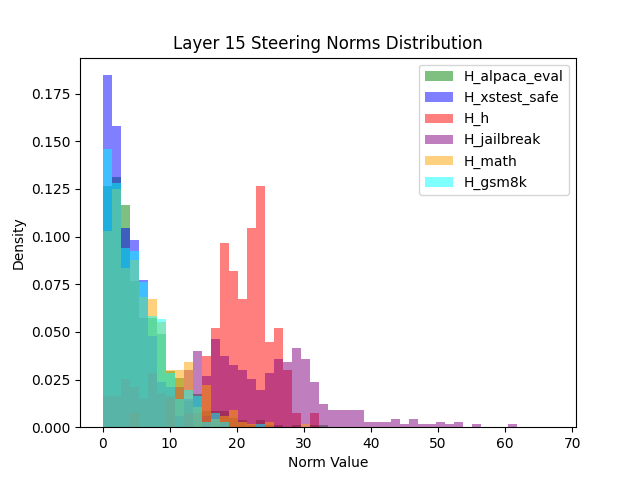 Layer 15 Steering Norms Distribution
H_alpaca_eval
H_xstest_safe
H_h
H_jailbreak
H_math
H_gsm8k
0.175
0.150
0.125
0.100
0.075
0.050
0.025
0.000
Density
0 10 20 30 40 50 60 70
Norm Value